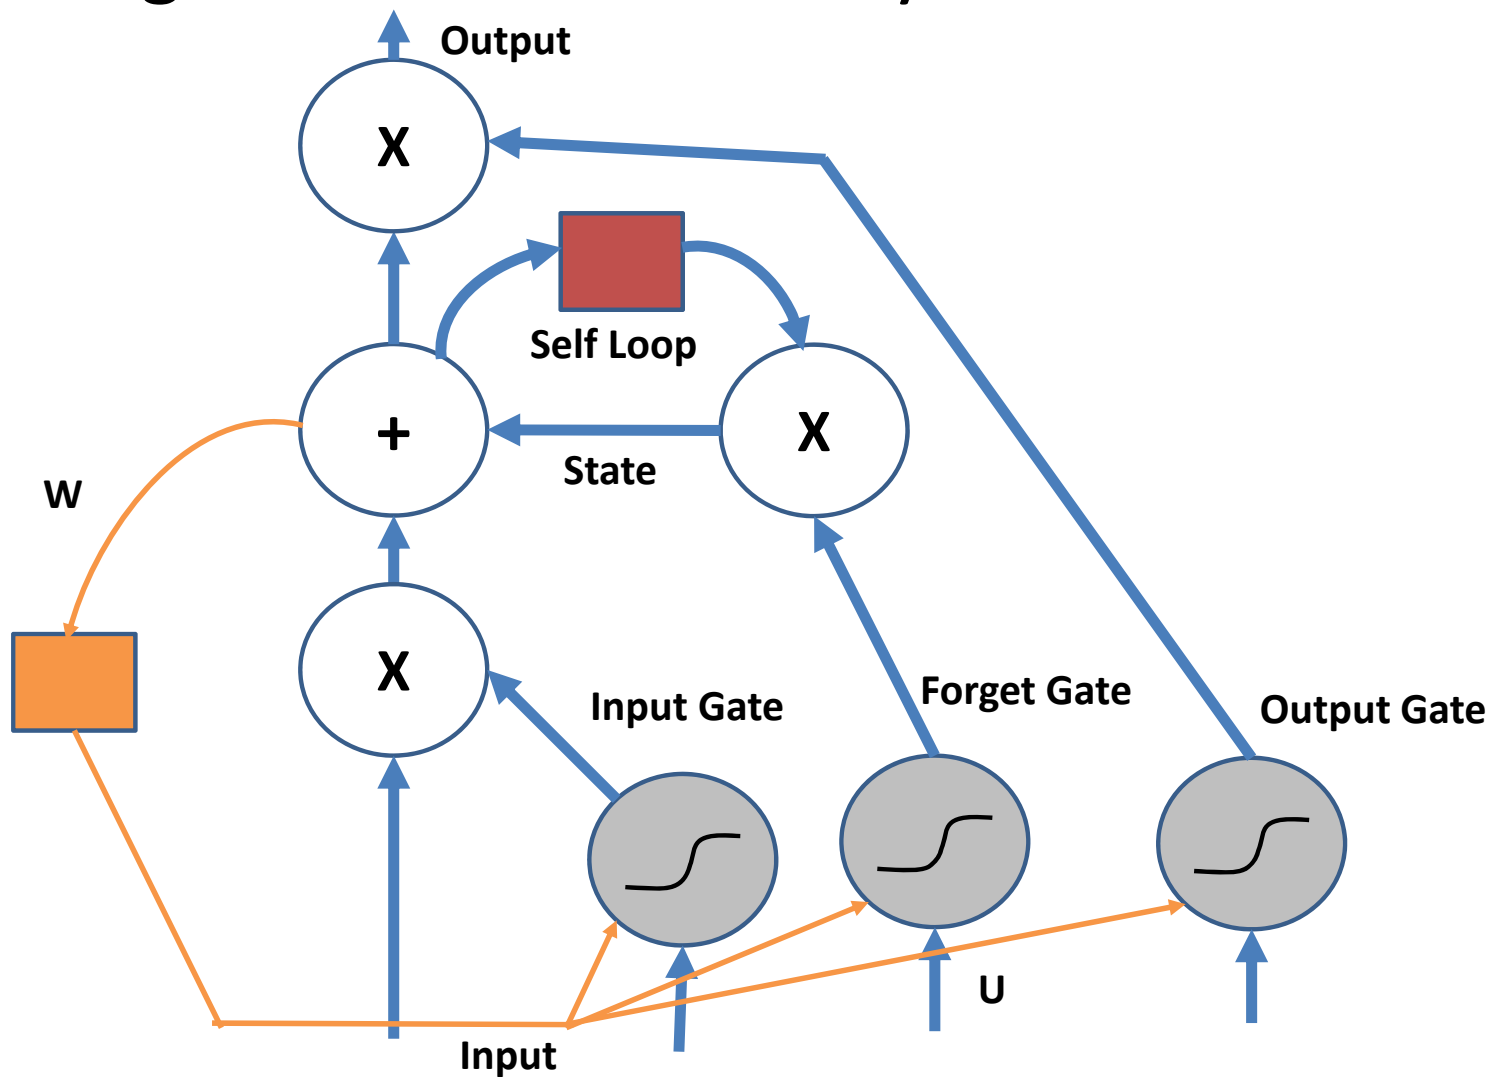 Output
X
Self Loop
+
X
State
W
X
Input Gate
Forget Gate
Output Gate
U
Input